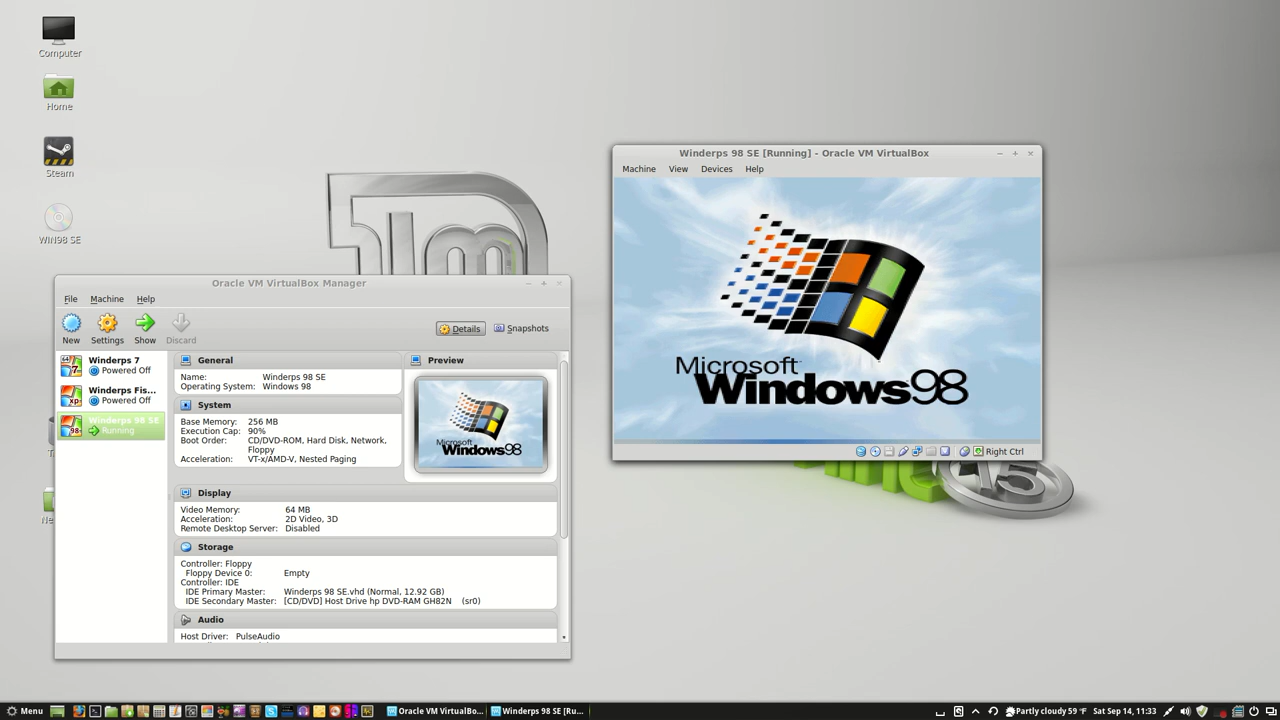 Computer
Home
Steam
WIN98 SE
Winderps 98 SE [Running] - Oracle VM VirtualBox
Machine View Devices Help
Microsoft
Windows98
Right Ctrl
15
Oracle VM VirtualBox Manager
File Machine Help
New Settings Show Discard
Details Snapshots
64 7 Winderps 7
Powered Off
xp Winderps Fis...
Powered Off
98 Winderps 98 SE
Running
General
Name: Winderps 98 SE
Operating System: Windows 98
System
Base Memory: 256 MB
Execution Cap: 90%
Boot Order: CD/DVD-ROM, Hard Disk, Network,
Floppy
Acceleration: VT-x/AMD-V, Nested Paging
Preview
Microsoft
Windows98
Display
Video Memory: 64 MB
Acceleration: 2D Video, 3D
Remote Desktop Server: Disabled
Storage
Controller: Floppy
Floppy Device 0: Empty
Controller: IDE
IDE Primary Master: Winderps 98 SE.vhd (Normal, 12.92 GB)
IDE Secondary Master: [CD/DVD] Host Drive hp DVD-RAM GH82N (sr0)
Audio
Host Driver: PulseAudio
Menu
Oracle VM VirtualBo...
Winderps 98 SE [Ru...
Partly cloudy 59 °F
Sat Sep 14, 11:33